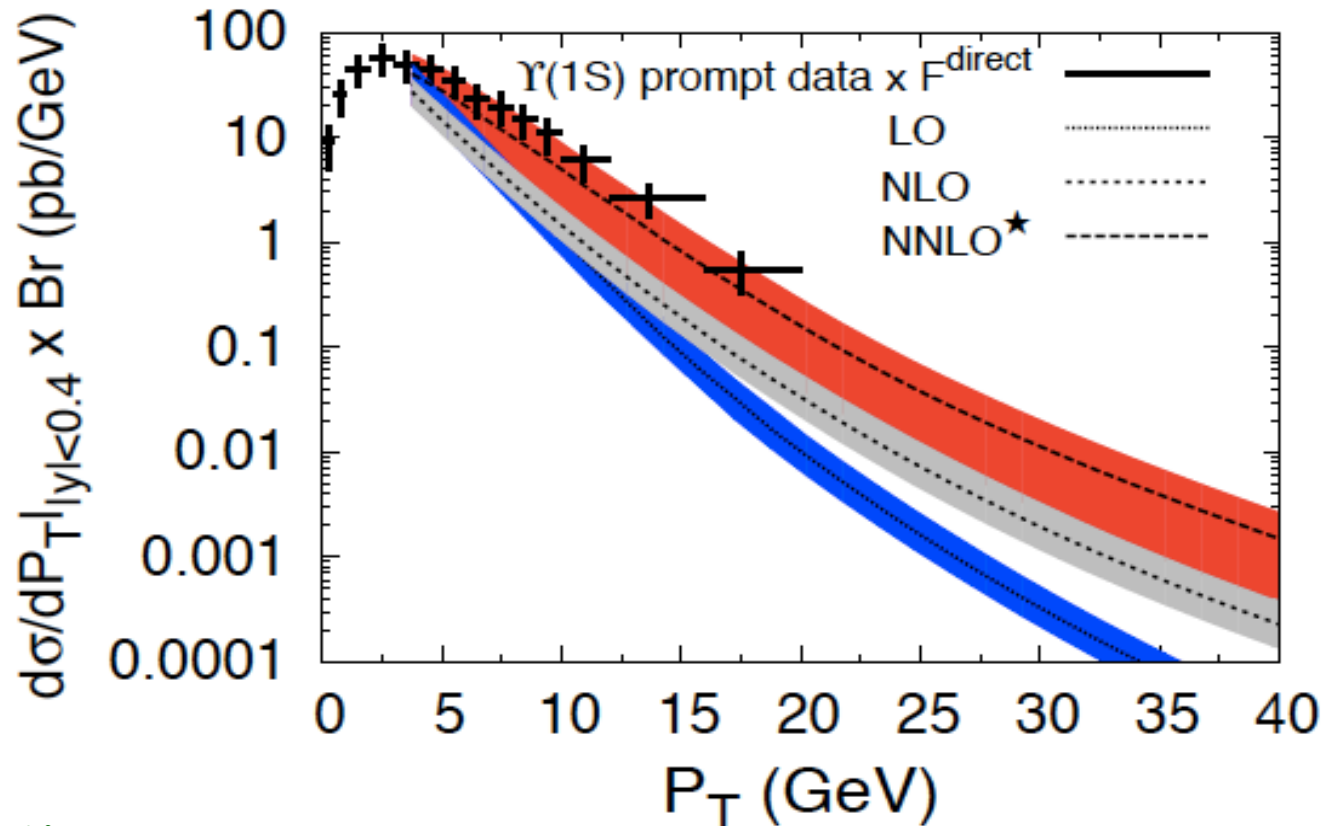 dσ/dP_T|_|y|<0.4 x Br (pb/GeV)
100
10
1
0.1
0.01
0.001
0.0001
ϒ(1S) prompt data x F^direct
LO
NLO
NNLO★
0 5 10 15 20 25 30 35 40
P_T (GeV)